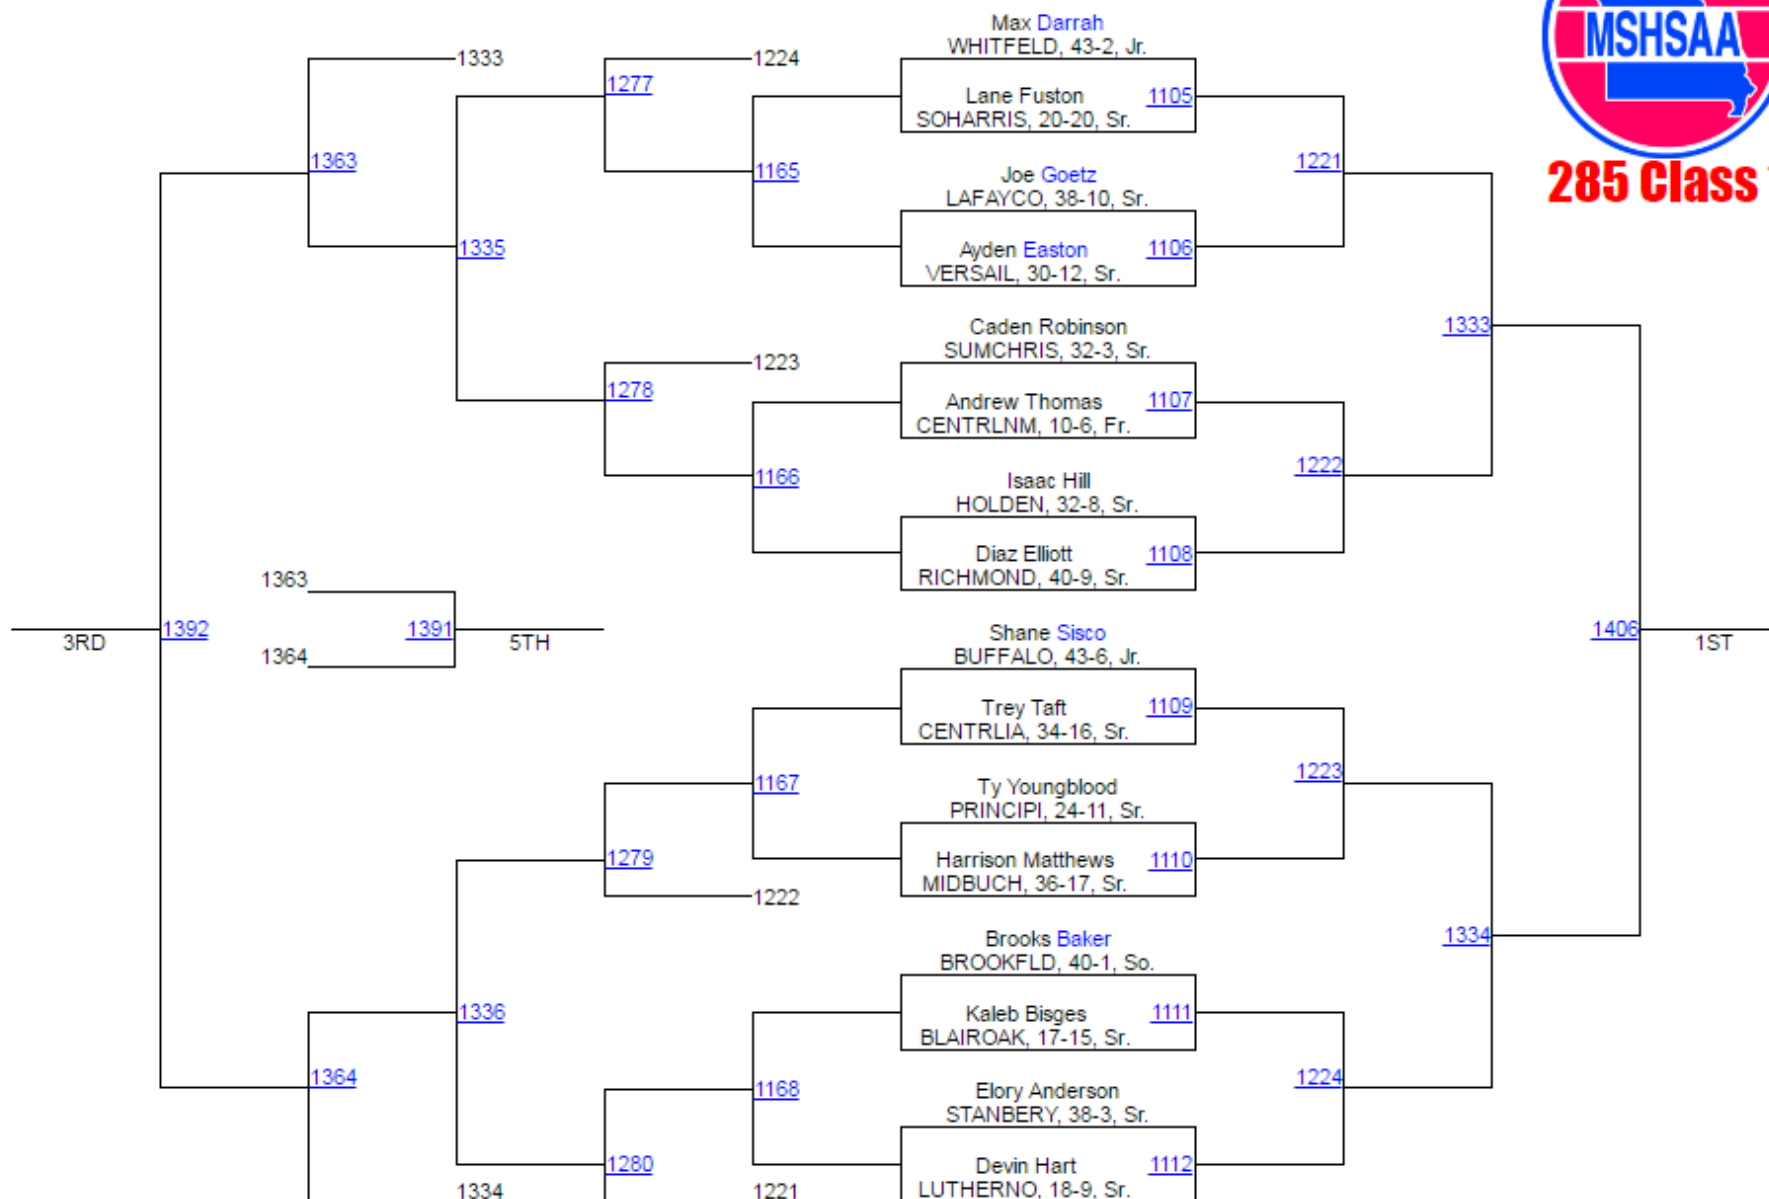 Max Darrah
WHITFELD, 43-2, Jr.
MSHSAA
1333
1224
1277
Lane Fuston
1105
SOHARRIS, 20-20, Sr.
1363
1165
Joe Goetz
1221
LAFAYCO, 38-10, Sr.
285 Class
1335
Ayden Easton
1106
VERSAIL, 30-12, Sr.
Caden Robinson
1333
SUMCHRIS, 32-3, Sr.
1223
1278
Andrew Thomas
1107
CENTRLNM, 10-6, Fr.
1166
Isaac Hill
1222
HOLDEN, 32-8, Sr.
Diaz Elliott
1108
RICHMOND, 40-9, Sr.
1363
3RD
1392
1391
5TH
1364
Shane Sisco
1406
1ST
BUFFALO, 43-6, Jr.
Trey Taft
1109
CENTRLIA, 34-16, Sr.
1167
Ty Youngblood
1223
PRINCIPI, 24-11, Sr.
1279
Harrison Matthews
1110
MIDBUCH, 36-17, Sr.
1222
Brooks Baker
1334
BROOKFLD, 40-1, So.
1336
Kaleb Bisges
1111
BLAIROAK, 17-15, Sr.
1364
1168
Elory Anderson
1224
STANBERY, 38-3, Sr.
1280
Devin Hart
1112
1334
1221
LUTHERNO, 18-9, Sr.